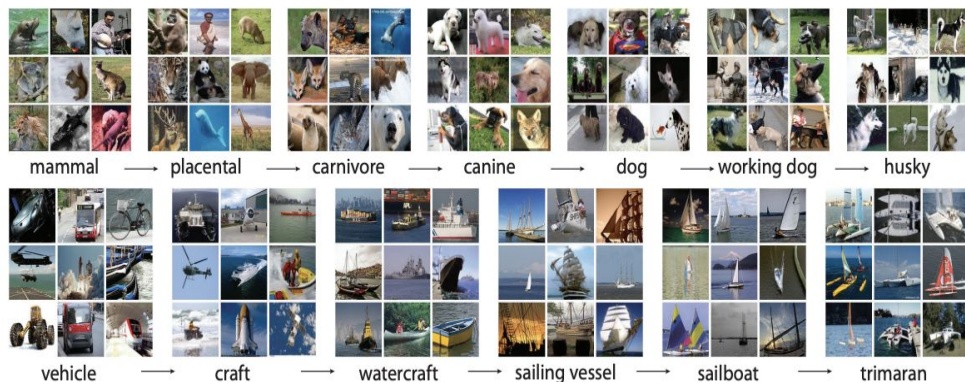 mammal → placental → carnivore → canine → dog → working dog → husky
vehicle → craft → watercraft → sailing vessel → sailboat → trimaran